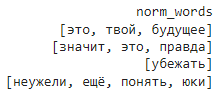 norm_words
[это, твой, будущее]
[значит, это, правда]
[убежать]
[неужели, ещё, понять, юки]